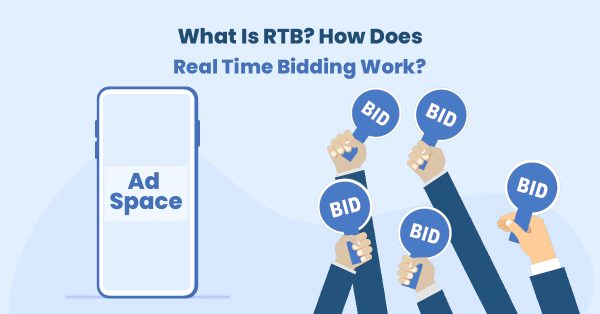 What Is RTB? How Does
Real Time Bidding Work?
Ad
Space
BID
BID
BID
BID
BID